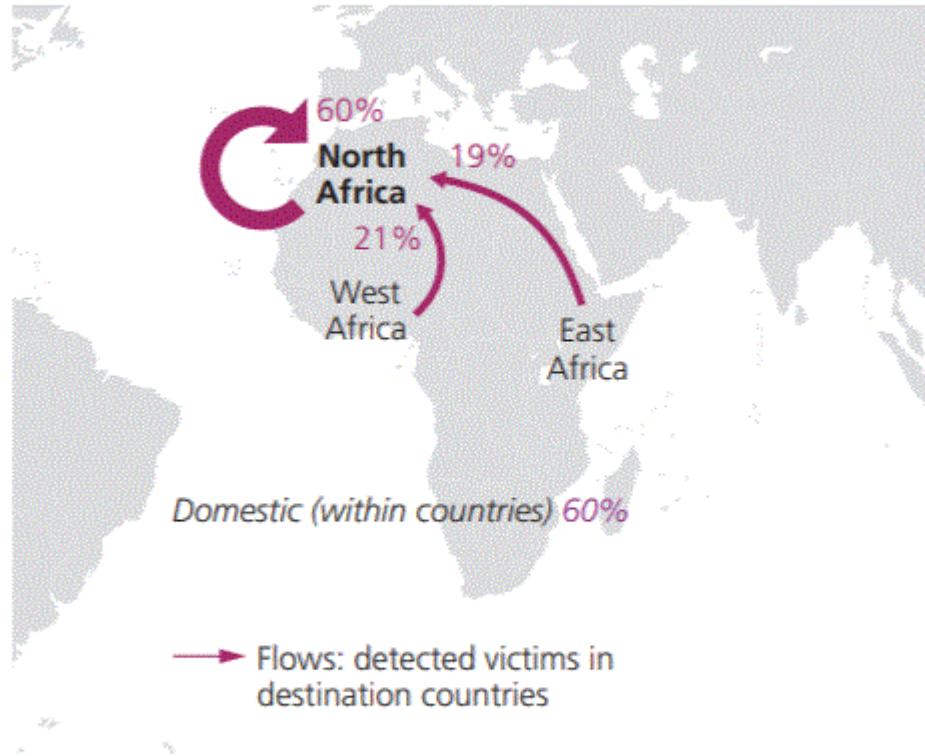 60%
North
Africa
19%
21%
West
Africa
East
Africa
Domestic (within countries) 60%
Flows: detected victims in
destination countries